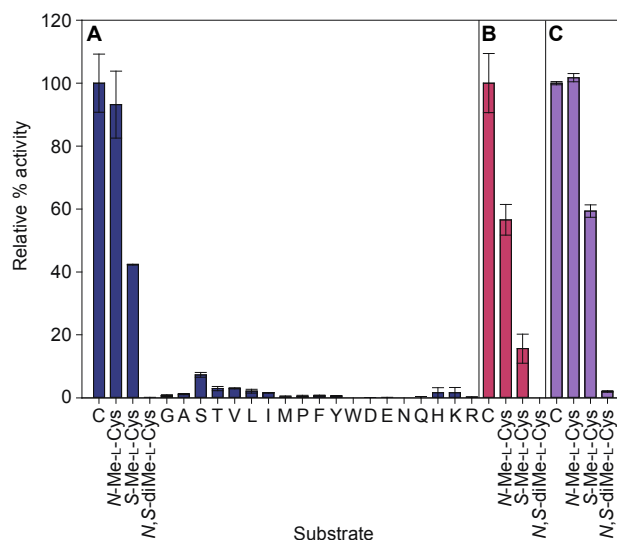 A B C
Relative % activity
120
100
80
60
40
20
0
C N-Me-L-Cys S-Me-L-Cys N,S-diMe-L-Cys G A S T V L I M P F Y W D E N Q H K R C N-Me-L-Cys S-Me-L-Cys N,S-diMe-L-Cys C N-Me-L-Cys S-Me-L-Cys N,S-diMe-L-Cys
Substrate